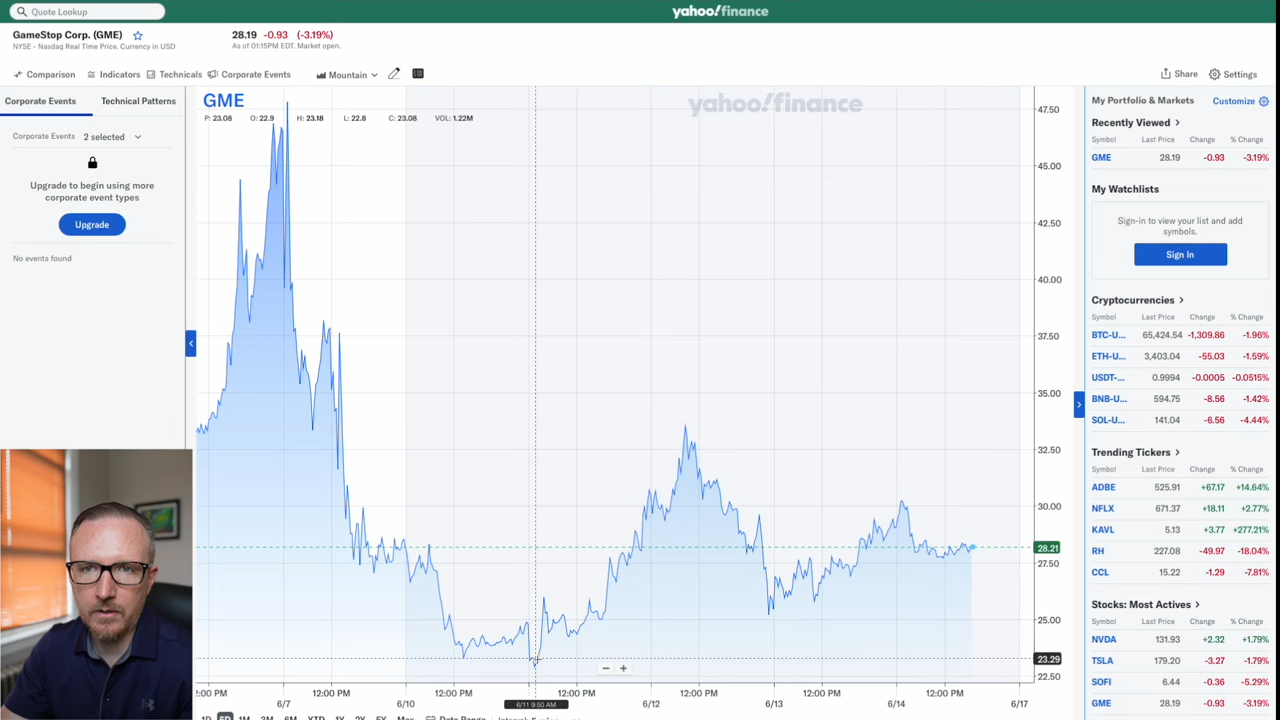 Quote Lookup
yahoo!finance
GameStop Corp. (GME)
NYSE - Nasdaq Real Time Price. Currency in USD
28.19 -0.93 (-3.19%)
As of 01:15PM EDT. Market open.
Comparison Indicators Technicals Corporate Events Mountain
Share Settings
Corporate Events Technical Patterns
Corporate Events 2 selected
Upgrade to begin using more
corporate event types
Upgrade
No events found
GME
P: 23.08 O: 22.9 H: 23.18 L: 22.8 C: 23.08 VOL: 1.22M
yahoo!finance
47.50
45.00
42.50
40.00
37.50
35.00
32.50
30.00
28.21
27.50
25.00
23.29
22.50
6/7 12:00 PM 6/10 12:00 PM 12:00 PM 6/12 12:00 PM 6/13 12:00 PM 6/14 12:00 PM 6/17
6/11 9:50 AM
My Portfolio & Markets Customize
Recently Viewed
Symbol Last Price Change % Change
GME 28.19 -0.93 -3.19%
My Watchlists
Sign-in to view your list and add
symbols.
Sign In
Cryptocurrencies
Symbol Last Price Change % Change
BTC-U... 65,424.54 -1,309.86 -1.96%
ETH-U... 3,403.04 -55.03 -1.59%
USDT-... 0.9994 -0.0005 -0.0515%
BNB-U... 594.75 -8.56 -1.42%
SOL-U... 141.04 -6.56 -4.44%
Trending Tickers
Symbol Last Price Change % Change
ADBE 525.91 +67.17 +14.64%
NFLX 671.37 +18.11 +2.77%
KAVL 5.13 +3.77 +277.21%
RH 227.08 -49.97 -18.04%
CCL 15.22 -1.29 -7.81%
Stocks: Most Actives
Symbol Last Price Change % Change
NVDA 131.93 +2.32 +1.79%
TSLA 179.20 -3.27 -1.79%
SOFI 6.44 -0.36 -5.29%
GME 28.19 -0.93 -3.19%